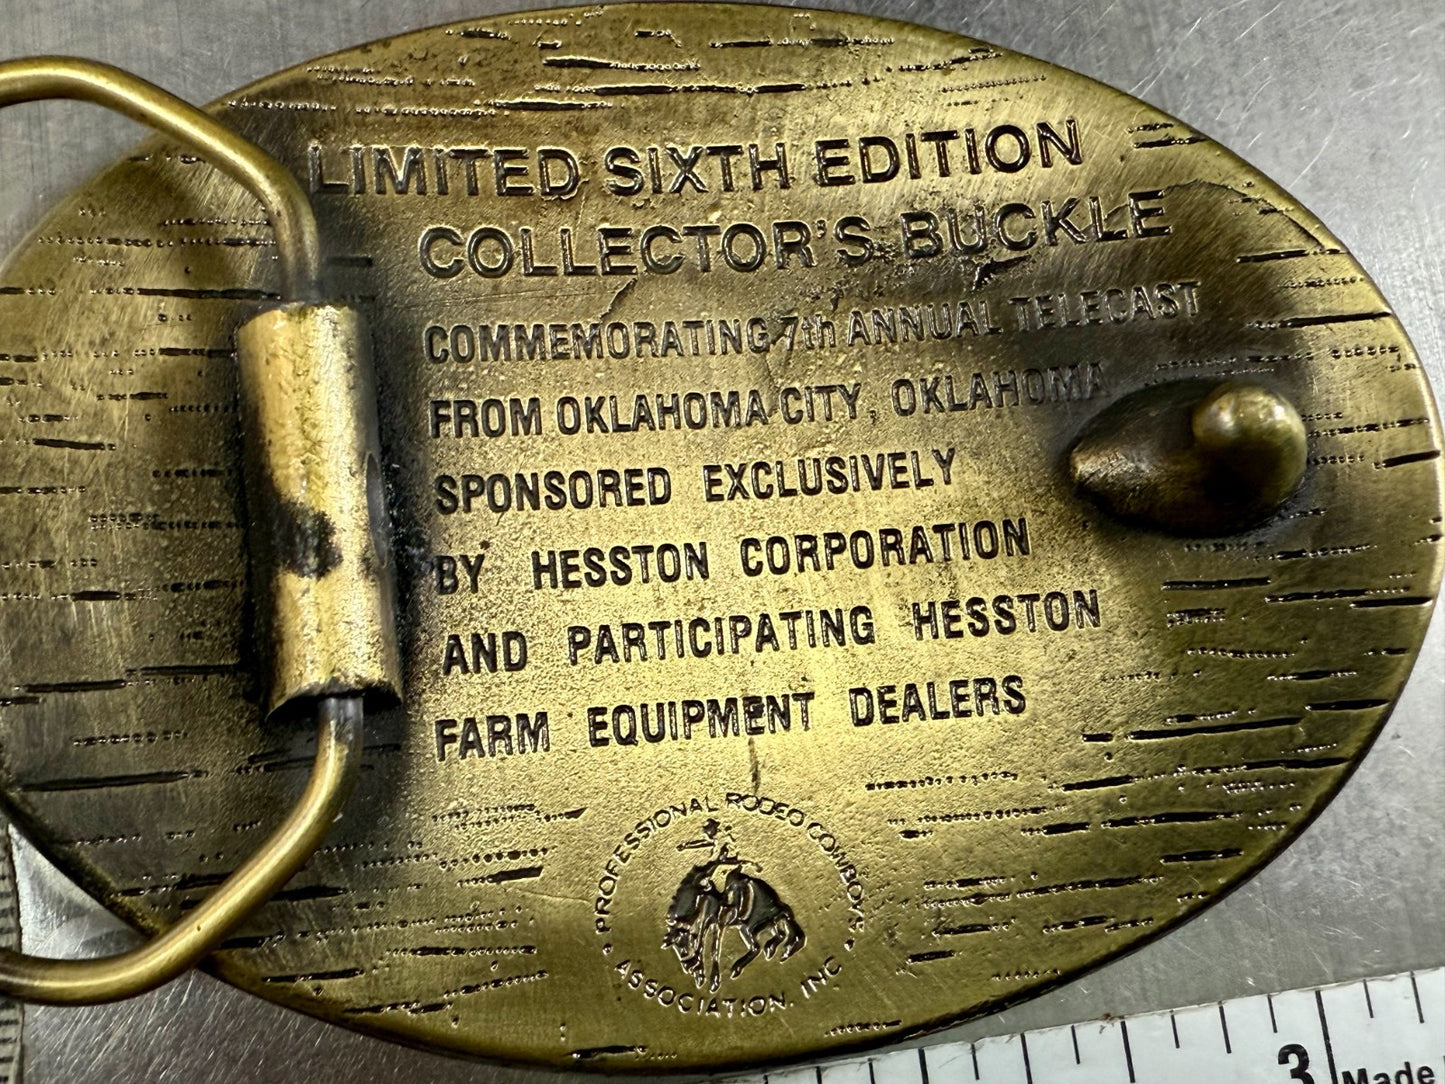 LIMITED SIXTH EDITION
COLLECTOR'S BUCKLE
COMMEMORATING 7th ANNUAL TELECAST
FROM OKLAHOMA CITY, OKLAHOMA
SPONSORED EXCLUSIVELY
BY HESSTON CORPORATION
AND PARTICIPATING HESSTON
FARM EQUIPMENT DEALERS
PROFESSIONAL RODEO COWBOYS
ASSOCIATION, INC
3
Made